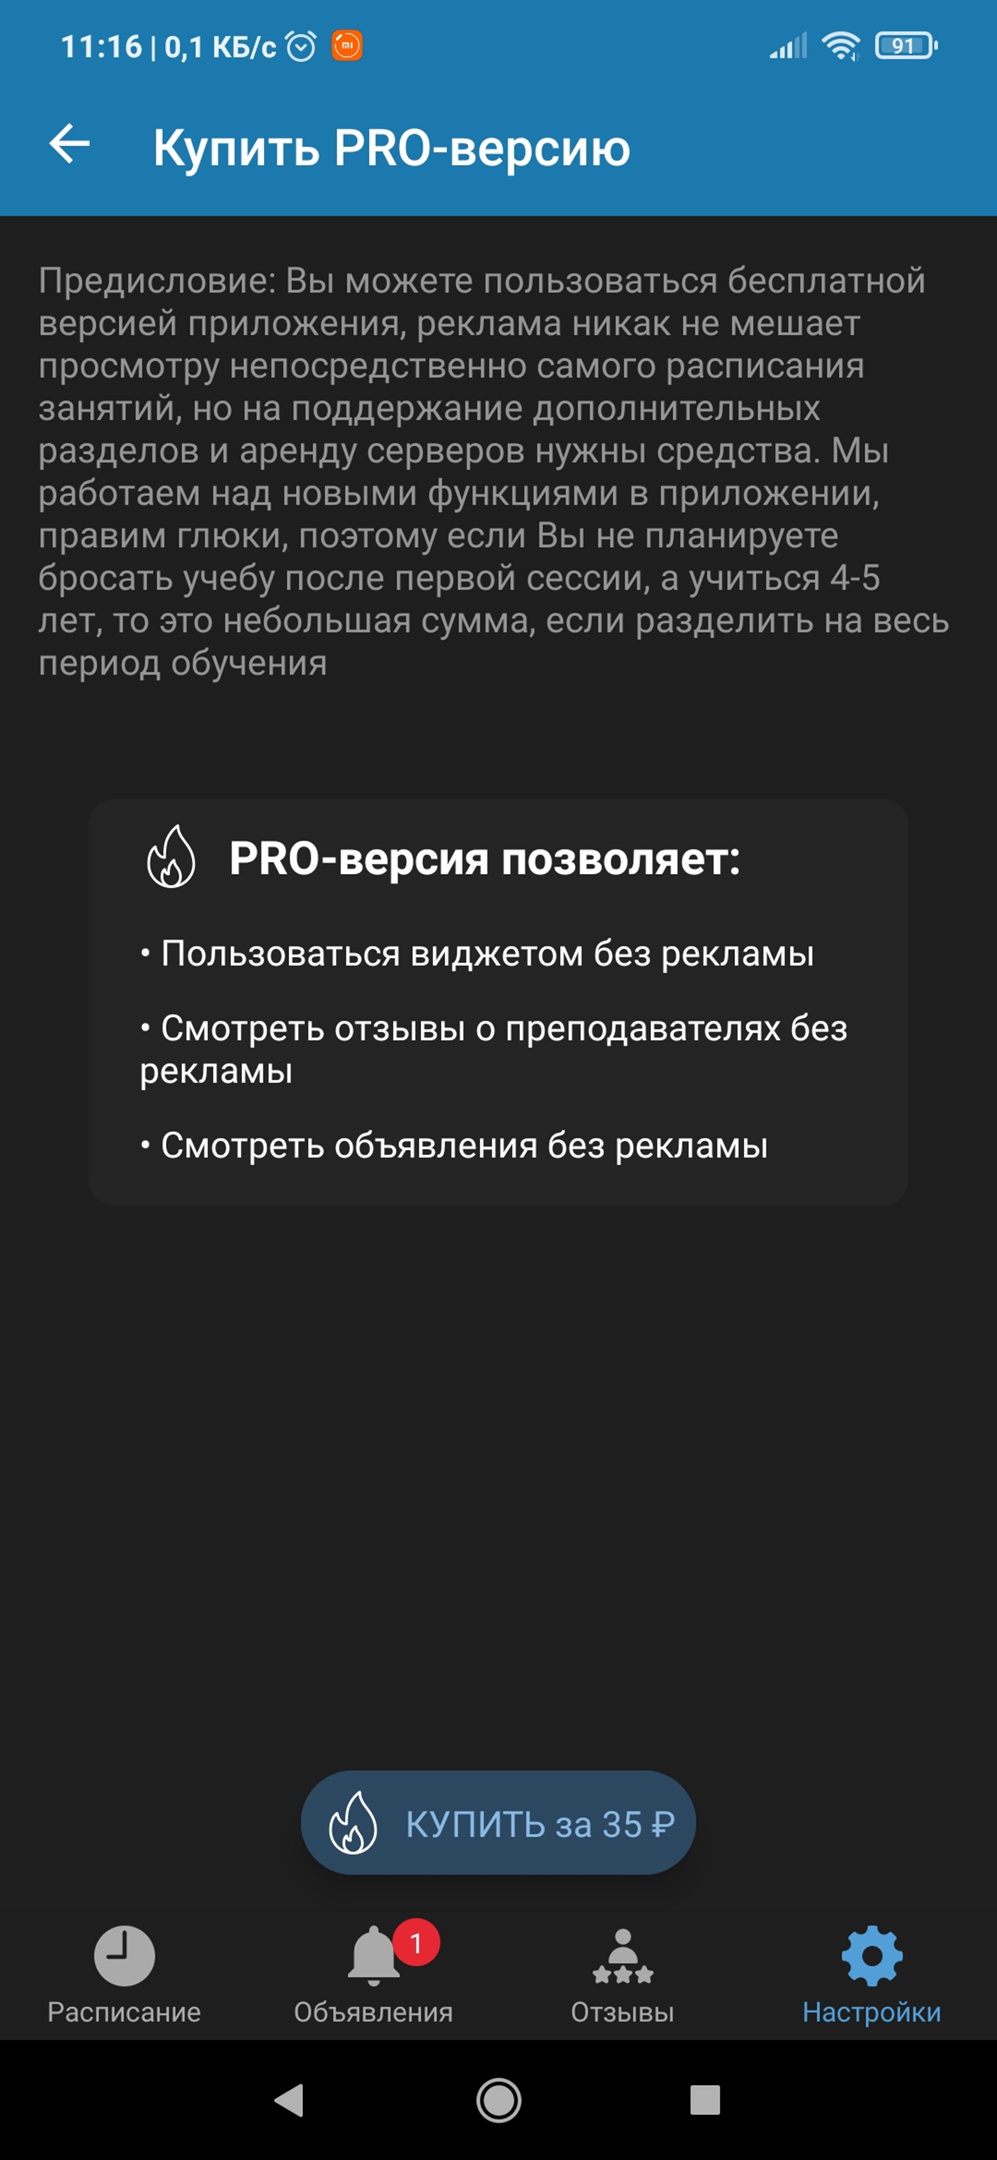 11:16 | 0,1 КБ/с
91
Купить PRO-версию
Предисловие: Вы можете пользоваться бесплатной
версией приложения, реклама никак не мешает
просмотру непосредственно самого расписания
занятий, но на поддержание дополнительных
разделов и аренду серверов нужны средства. Мы
работаем над новыми функциями в приложении,
правим глюки, поэтому если Вы не планируете
бросать учебу после первой сессии, а учиться 4-5
лет, то это небольшая сумма, если разделить на весь
период обучения
PRO-версия позволяет:
• Пользоваться виджетом без рекламы
• Смотреть отзывы о преподавателях без
рекламы
• Смотреть объявления без рекламы
КУПИТЬ за 35 ₽
1
Расписание
Объявления
Отзывы
Настройки